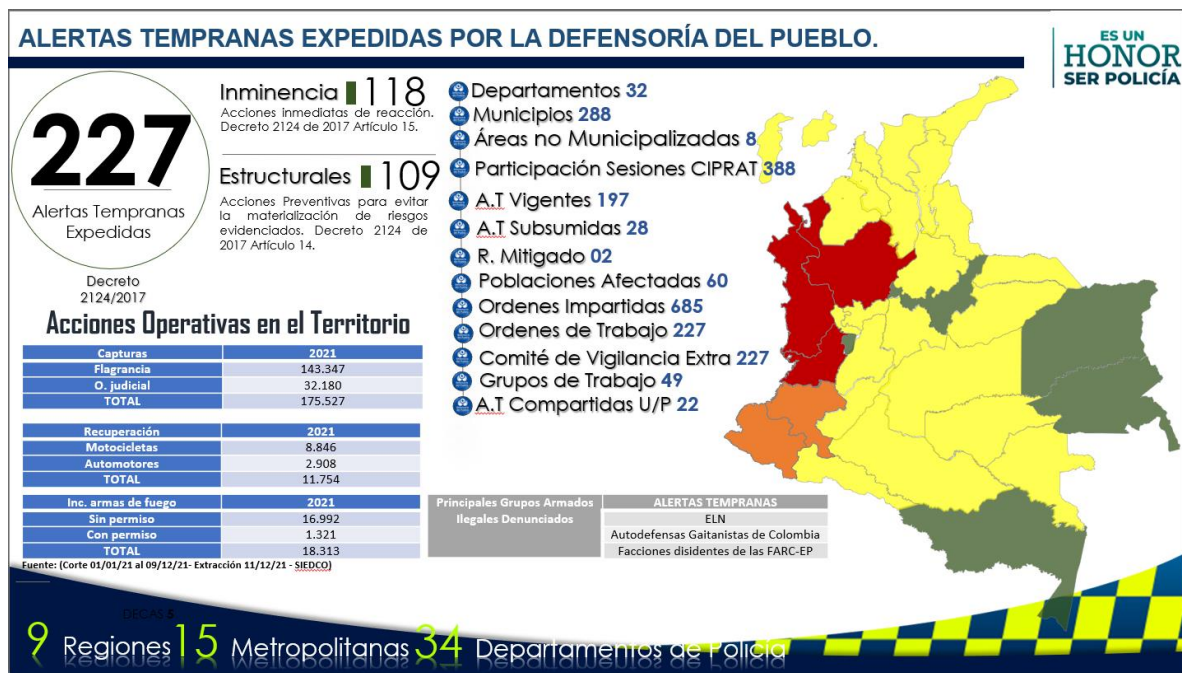 ALERTAS TEMPRANAS EXPEDIDAS POR LA DEFENSORÍA DEL PUEBLO.
ES UN
HONOR
SER POLICÍA
227
Alertas Tempranas
Expedidas
Decreto
2124/2017
Inminencia 118
Acciones inmediatas de reacción.
Decreto 2124 de 2017 Artículo 15.
Estructurales 109
Acciones Preventivas para evitar
la materialización de riesgos
evidenciados. Decreto 2124 de
2017 Artículo 14.
Departamentos 32
Municipios 288
Áreas no Municipalizadas 8
Participación Sesiones CIPRAT 388
A.T Vigentes 197
A.T Subsumidas 28
R. Mitigado 02
Poblaciones Afectadas 60
Ordenes Impartidas 685
Ordenes de Trabajo 227
Comité de Vigilancia Extra 227
Grupos de Trabajo 49
A.T Compartidas U/P 22
Acciones Operativas en el Territorio
Capturas 2021
Flagrancia 143.347
O. judicial 32.180
TOTAL 175.527
Recuperación 2021
Motocicletas 8.846
Automotores 2.908
TOTAL 11.754
Inc. armas de fuego 2021
Sin permiso 16.992
Con permiso 1.321
TOTAL 18.313
Fuente: (Corte 01/01/21 al 09/12/21- Extracción 11/12/21 - SIEDCO)
Principales Grupos Armados ALERTAS TEMPRANAS
Ilegales Denunciados ELN
Autodefensas Gaitanistas de Colombia
Facciones disidentes de las FARC-EP
DECAS 5
9 Regiones 15 Metropolitanas 34 Departamentos de Policía